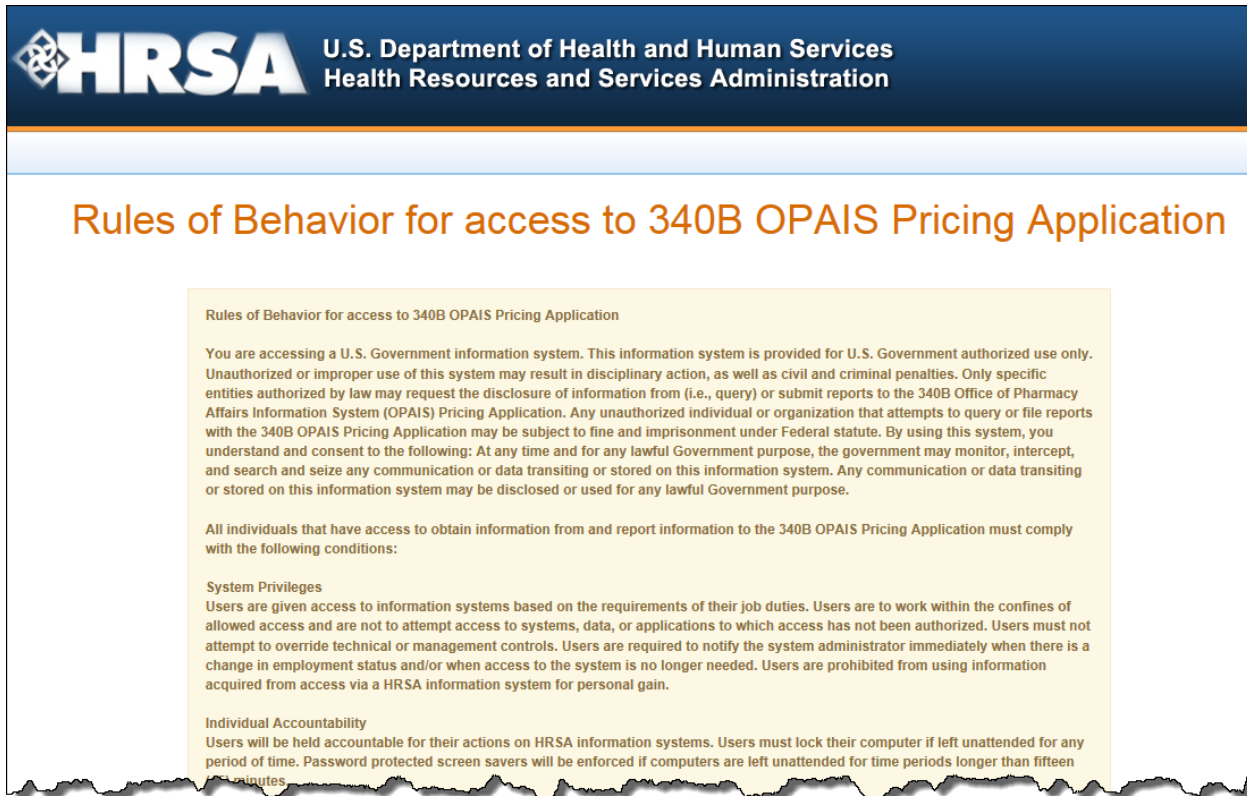 HRSA
U.S. Department of Health and Human Services
Health Resources and Services Administration
Rules of Behavior for access to 340B OPAIS Pricing Application
Rules of Behavior for access to 340B OPAIS Pricing Application
You are accessing a U.S. Government information system. This information system is provided for U.S. Government authorized use only.
Unauthorized or improper use of this system may result in disciplinary action, as well as civil and criminal penalties. Only specific
entities authorized by law may request the disclosure of information from (i.e., query) or submit reports to the 340B Office of Pharmacy
Affairs Information System (OPAIS) Pricing Application. Any unauthorized individual or organization that attempts to query or file reports
with the 340B OPAIS Pricing Application may be subject to fine and imprisonment under Federal statute. By using this system, you
understand and consent to the following: At any time and for any lawful Government purpose, the government may monitor, intercept,
and search and seize any communication or data transiting or stored on this information system. Any communication or data transiting
or stored on this information system may be disclosed or used for any lawful Government purpose.
All individuals that have access to obtain information from and report information to the 340B OPAIS Pricing Application must comply
with the following conditions:
System Privileges
Users are given access to information systems based on the requirements of their job duties. Users are to work within the confines of
allowed access and are not to attempt access to systems, data, or applications to which access has not been authorized. Users must not
attempt to override technical or management controls. Users are required to notify the system administrator immediately when there is a
change in employment status and/or when access to the system is no longer needed. Users are prohibited from using information
acquired from access via a HRSA information system for personal gain.
Individual Accountability
Users will be held accountable for their actions on HRSA information systems. Users must lock their computer if left unattended for any
period of time. Password protected screen savers will be enforced if computers are left unattended for time periods longer than fifteen
minutes.